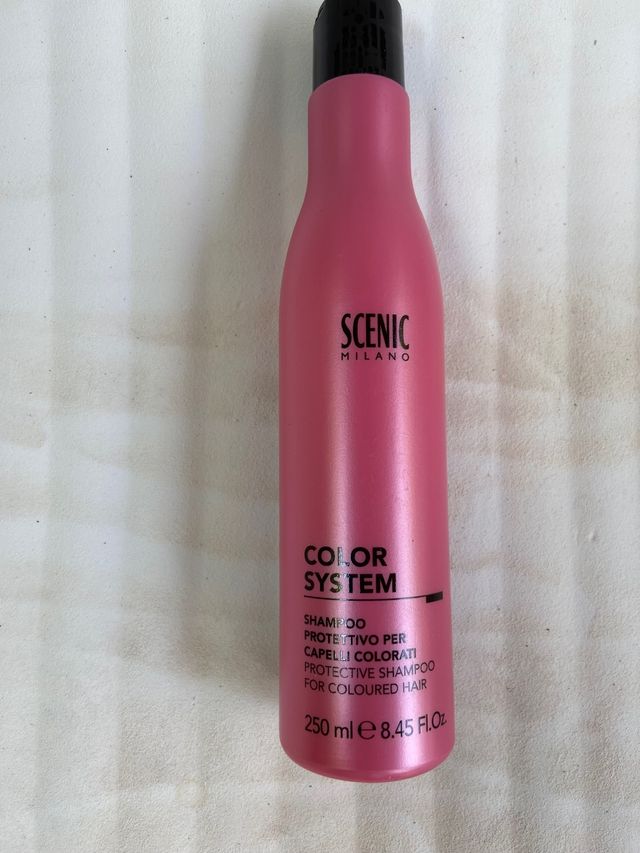 SCENIC
MILANO
COLOR
SYSTEM
SHAMPOO
PROTETTIVO PER
CAPELLI COLORATI
PROTECTIVE SHAMPOO
FOR COLOURED HAIR
250 ml ℮ 8.45 Fl.Oz.